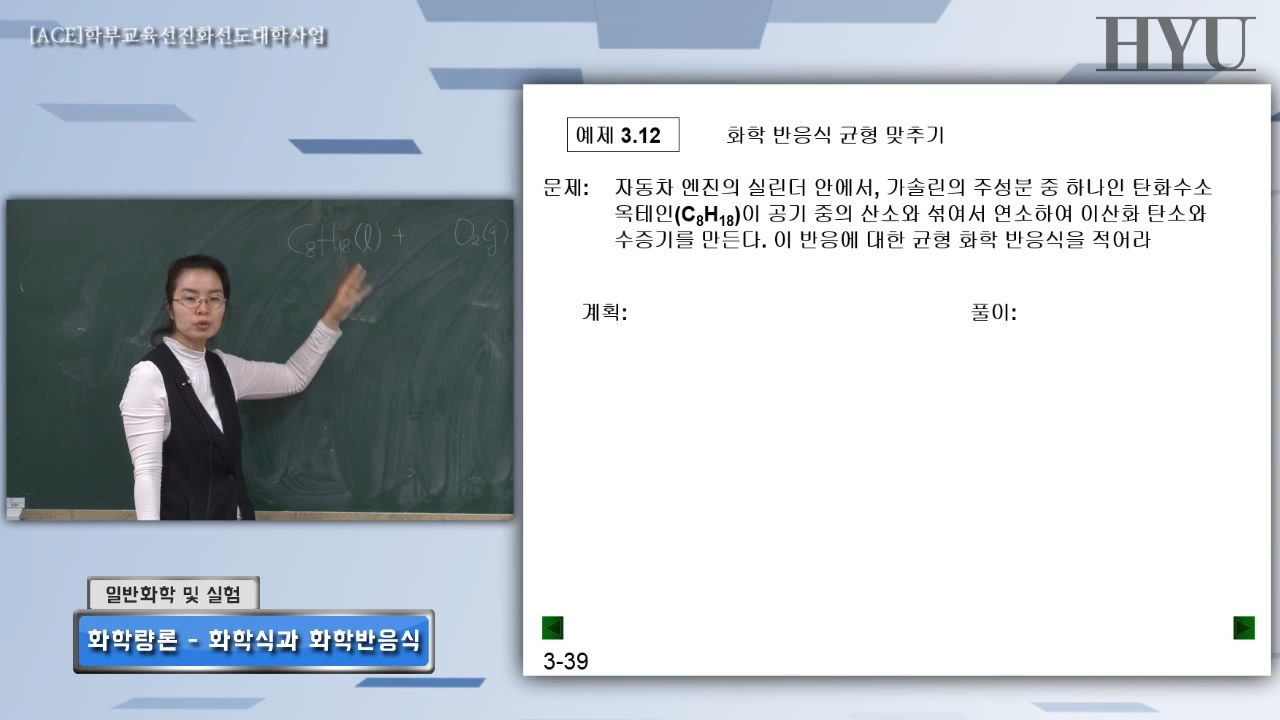 [ACE]학부교육선진화선도대학사업
HYU
예제 3.12 화학 반응식 균형 맞추기
문제: 자동차 엔진의 실린더 안에서, 가솔린의 주성분 중 하나인 탄화수소
옥테인(C₈H₁₈)이 공기 중의 산소와 섞여서 연소하여 이산화 탄소와
수증기를 만든다. 이 반응에 대한 균형 화학 반응식을 적어라
계획: 풀이:
C₈H₁₈(l) + O₂(g)
일반화학 및 실험
화학량론 - 화학식과 화학반응식
3-39